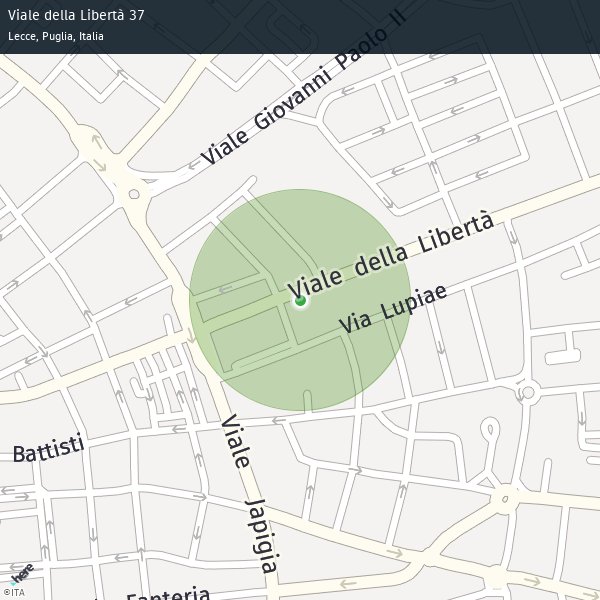 Viale della Libertà 37
Lecce, Puglia, Italia
Viale Giovanni Paolo II
Viale della Libertà
Via Lupiae
Battisti
Viale Japigia
Fanteria
here
©ITA